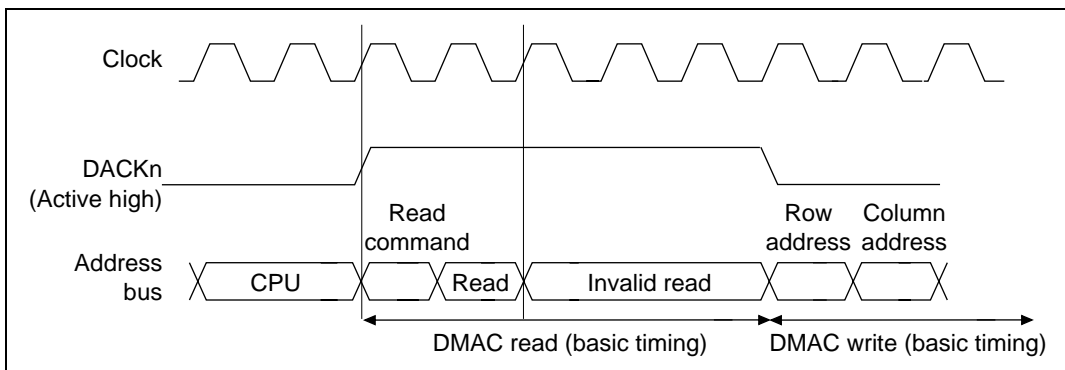 Clock
DACKn
(Active high)
Read
command
Row
address
Column
address
Address
bus
CPU
Read
Invalid read
DMAC read (basic timing)
DMAC write (basic timing)